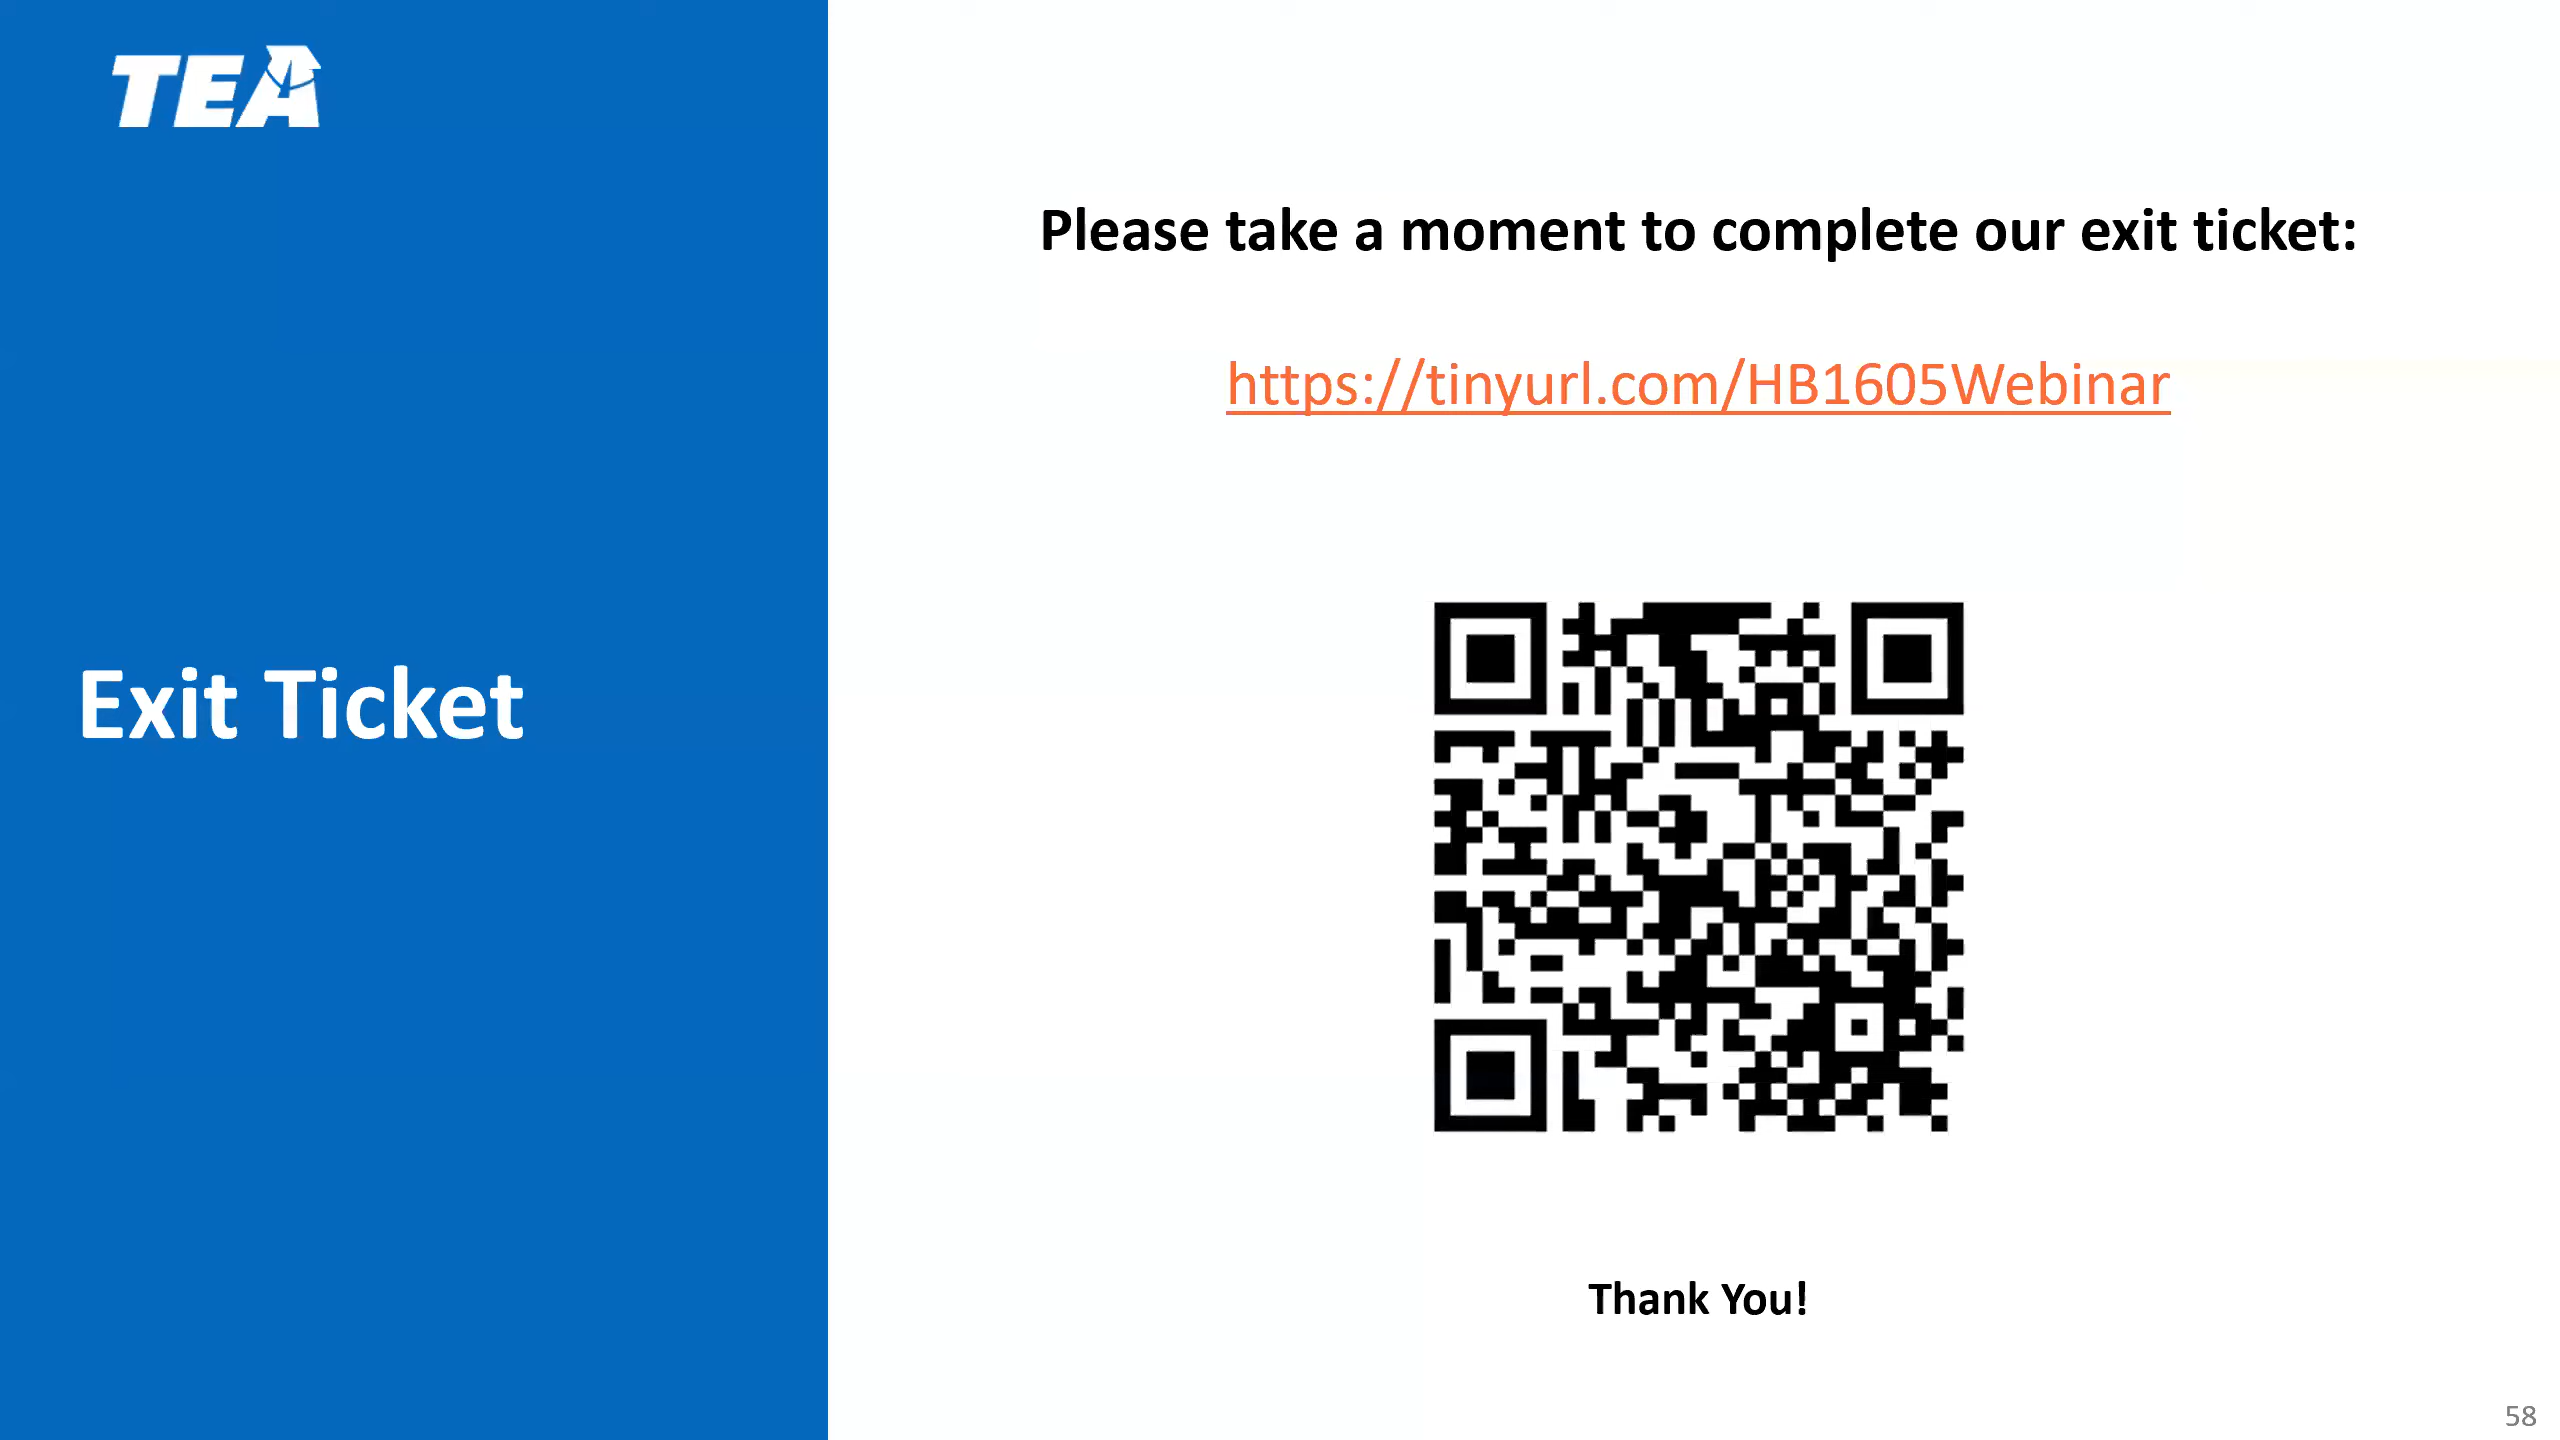 TEA
Exit Ticket
Please take a moment to complete our exit ticket:
https://tinyurl.com/HB1605Webinar
Thank You!
58